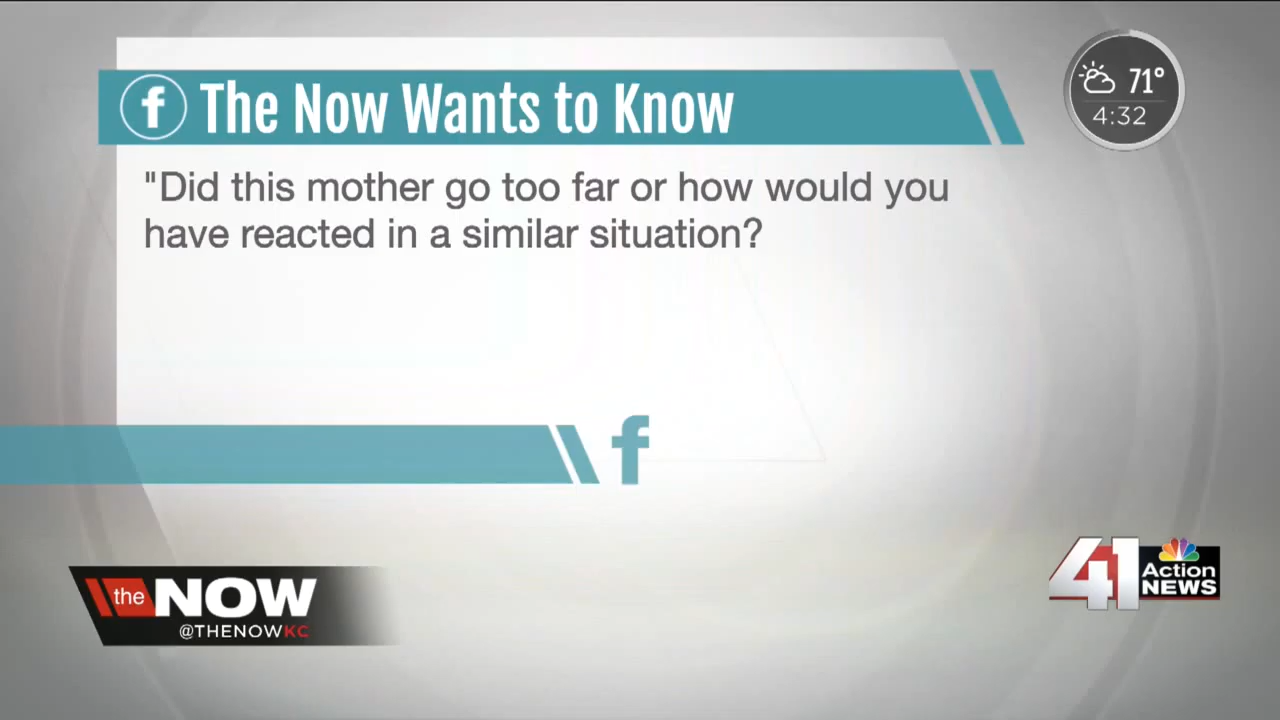 f The Now Wants to Know
71°
4:32
"Did this mother go too far or how would you
have reacted in a similar situation?
f
the NOW
@THENOWKC
41 Action
NEWS